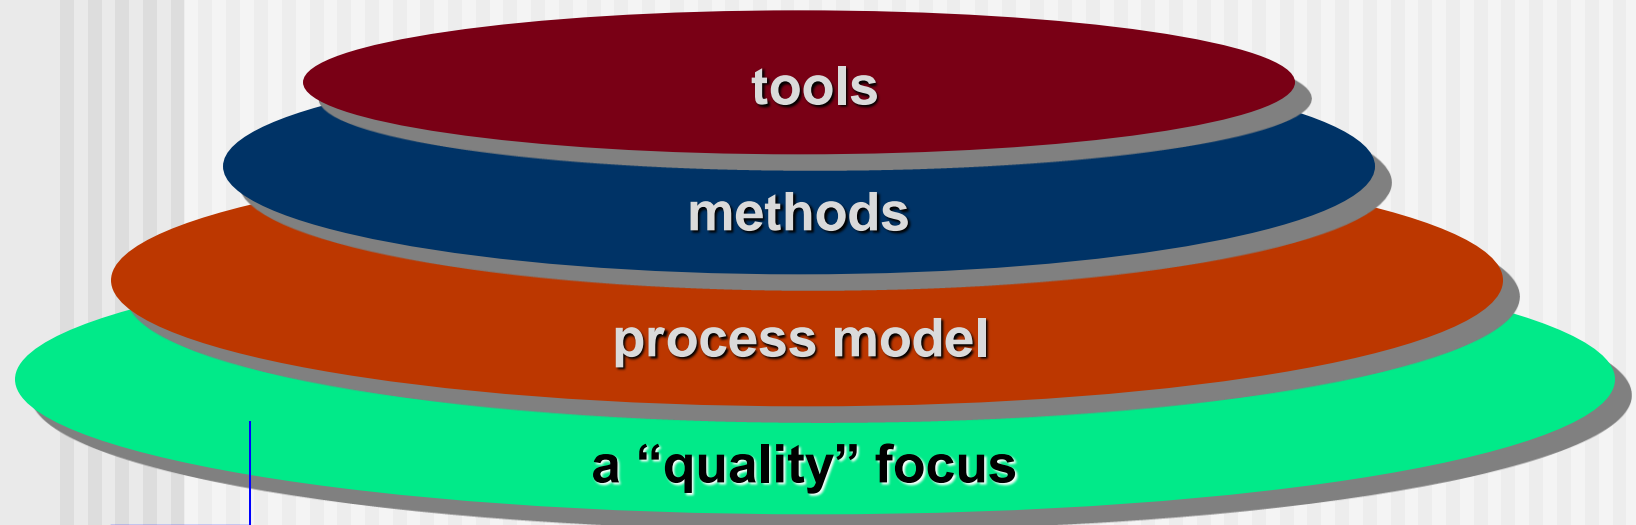 tools
methods
process model
a “quality” focus